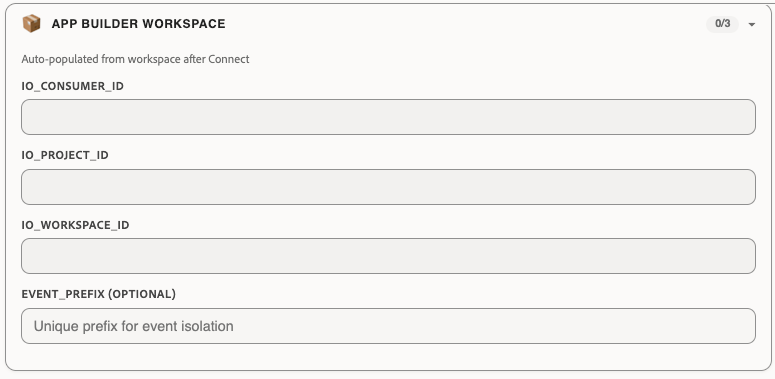 APP BUILDER WORKSPACE 0/3
Auto-populated from workspace after Connect
IO_CONSUMER_ID
IO_PROJECT_ID
IO_WORKSPACE_ID
EVENT_PREFIX (OPTIONAL)
Unique prefix for event isolation